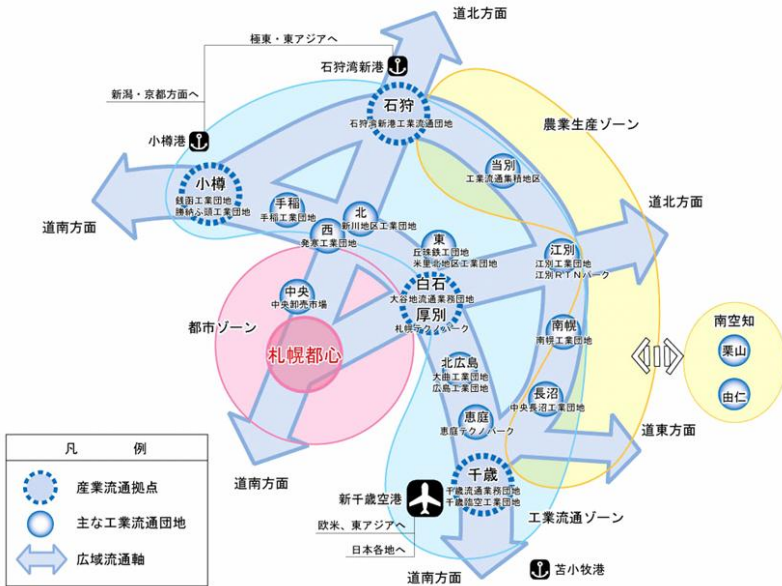 道北方面
極東・東アジアへ
石狩湾新港
新潟・京都方面へ
石狩
石狩湾新港工業流通団地
農業生産ゾーン
小樽港
当別
工業流通集積地区
小樽
銭函工業団地
勝納ふ頭工業団地
手稲
手稲工業団地
北
新川地区工業団地
道北方面
道南方面
西
発寒工業団地
東
丘珠鉄工団地
米里北地区工業団地
江別
江別工業団地
江別RTNパーク
中央
中央卸売市場
白石
大谷地流通業務団地
厚別
札幌テクノパーク
都市ゾーン
札幌都心
南幌
南幌工業団地
南空知
栗山
由仁
北広島
大曲工業団地
広島工業団地
長沼
中央長沼工業団地
恵庭
恵庭テクノパーク
道東方面
道南方面
千歳
千歳流通業務団地
千歳臨空工業団地
新千歳空港
欧米、東アジアへ
日本各地へ
工業流通ゾーン
道南方面
苫小牧港
凡 例
産業流通拠点
主な工業流通団地
広域流通軸